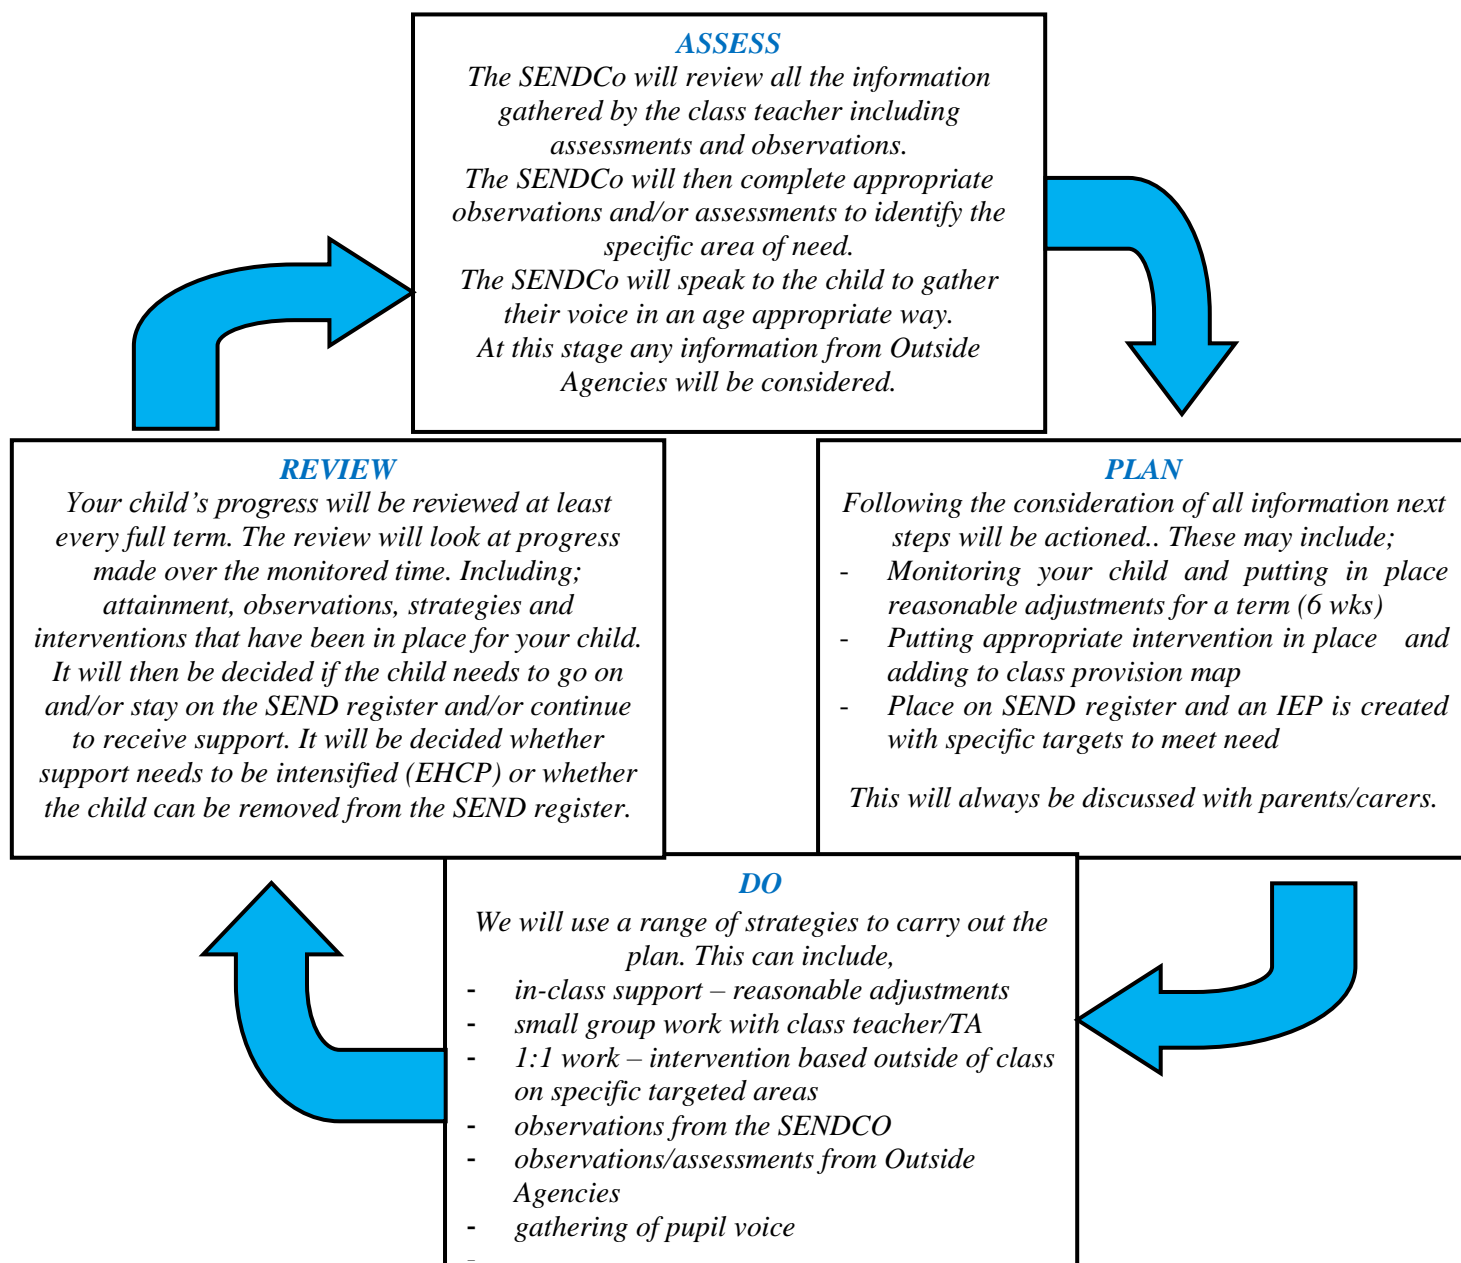 ASSESS
The SENDCo will review all the information
gathered by the class teacher including
assessments and observations.
The SENDCo will then complete appropriate
observations and/or assessments to identify the
specific area of need.
The SENDCo will speak to the child to gather
their voice in an age appropriate way.
At this stage any information from Outside
Agencies will be considered.
PLAN
Following the consideration of all information next
steps will be actioned.. These may include;
- Monitoring your child and putting in place
reasonable adjustments for a term (6 wks)
- Putting appropriate intervention in place and
adding to class provision map
- Place on SEND register and an IEP is created
with specific targets to meet need
This will always be discussed with parents/carers.
DO
We will use a range of strategies to carry out the
plan. This can include,
- in-class support – reasonable adjustments
- small group work with class teacher/TA
- 1:1 work – intervention based outside of class
on specific targeted areas
- observations from the SENDCO
- observations/assessments from Outside
Agencies
- gathering of pupil voice
-
REVIEW
Your child’s progress will be reviewed at least
every full term. The review will look at progress
made over the monitored time. Including;
attainment, observations, strategies and
interventions that have been in place for your child.
It will then be decided if the child needs to go on
and/or stay on the SEND register and/or continue
to receive support. It will be decided whether
support needs to be intensified (EHCP) or whether
the child can be removed from the SEND register.